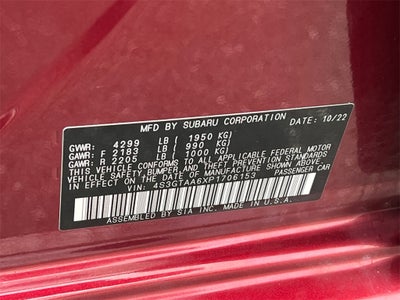 MFD BY SUBARU CORPORATION DATE: 10/22
GVWR: 4299 LB (1950 KG)
GAWR: F 2183 LB ( 990 KG)
GAWR: R 2205 LB ( 1000 KG)
THIS VEHICLE CONFORMS TO ALL APPLICABLE FEDERAL MOTOR
VEHICLE SAFETY, BUMPER, AND THEFT PREVENTION STANDARDS
IN EFFECT ON THE DATE OF MANUFACTURE SHOWN ABOVE.
VIN: 4S3GTAA6XP1706153 PASSENGER CAR
ASSEMBLED BY SIA INC. MADE IN U.S.A.